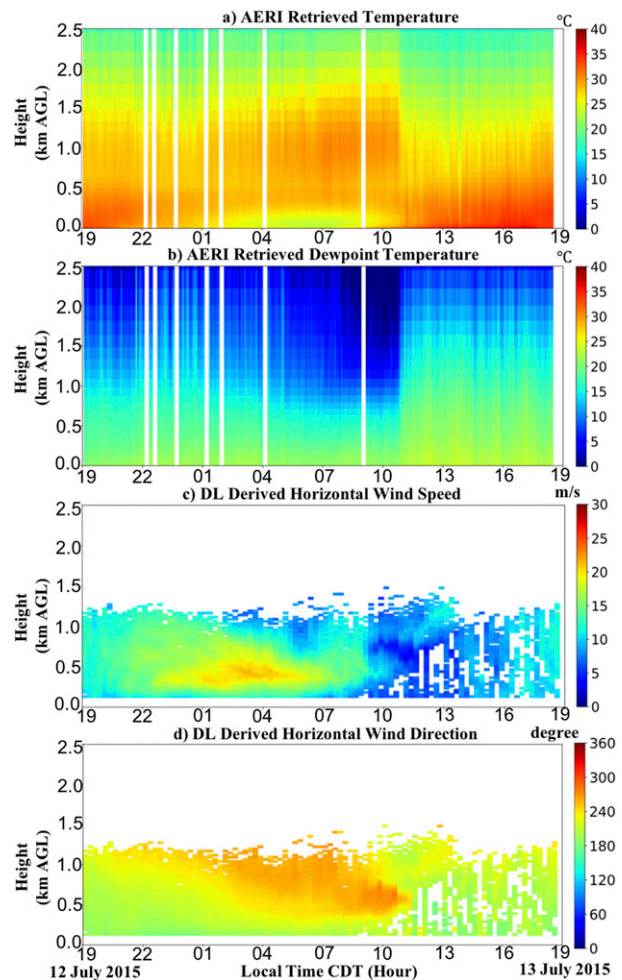 a) AERI Retrieved Temperature
°C
2.5
2.0
1.5
1.0
0.5
0.0
Height
(km AGL)
19 22 01 04 07 10 13 16 19
40
35
30
25
20
15
10
5
0
b) AERI Retrieved Dewpoint Temperature
°C
2.5
2.0
1.5
1.0
0.5
0.0
Height
(km AGL)
19 22 01 04 07 10 13 16 19
40
35
30
25
20
15
10
5
0
c) DL Derived Horizontal Wind Speed
m/s
2.5
2.0
1.5
1.0
0.5
0.0
Height
(km AGL)
19 22 01 04 07 10 13 16 19
30
25
20
15
10
5
0
d) DL Derived Horizontal Wind Direction
degree
2.5
2.0
1.5
1.0
0.5
0.0
Height
(km AGL)
19 22 01 04 07 10 13 16 19
360
300
240
180
120
60
0
12 July 2015 Local Time CDT (Hour) 13 July 2015